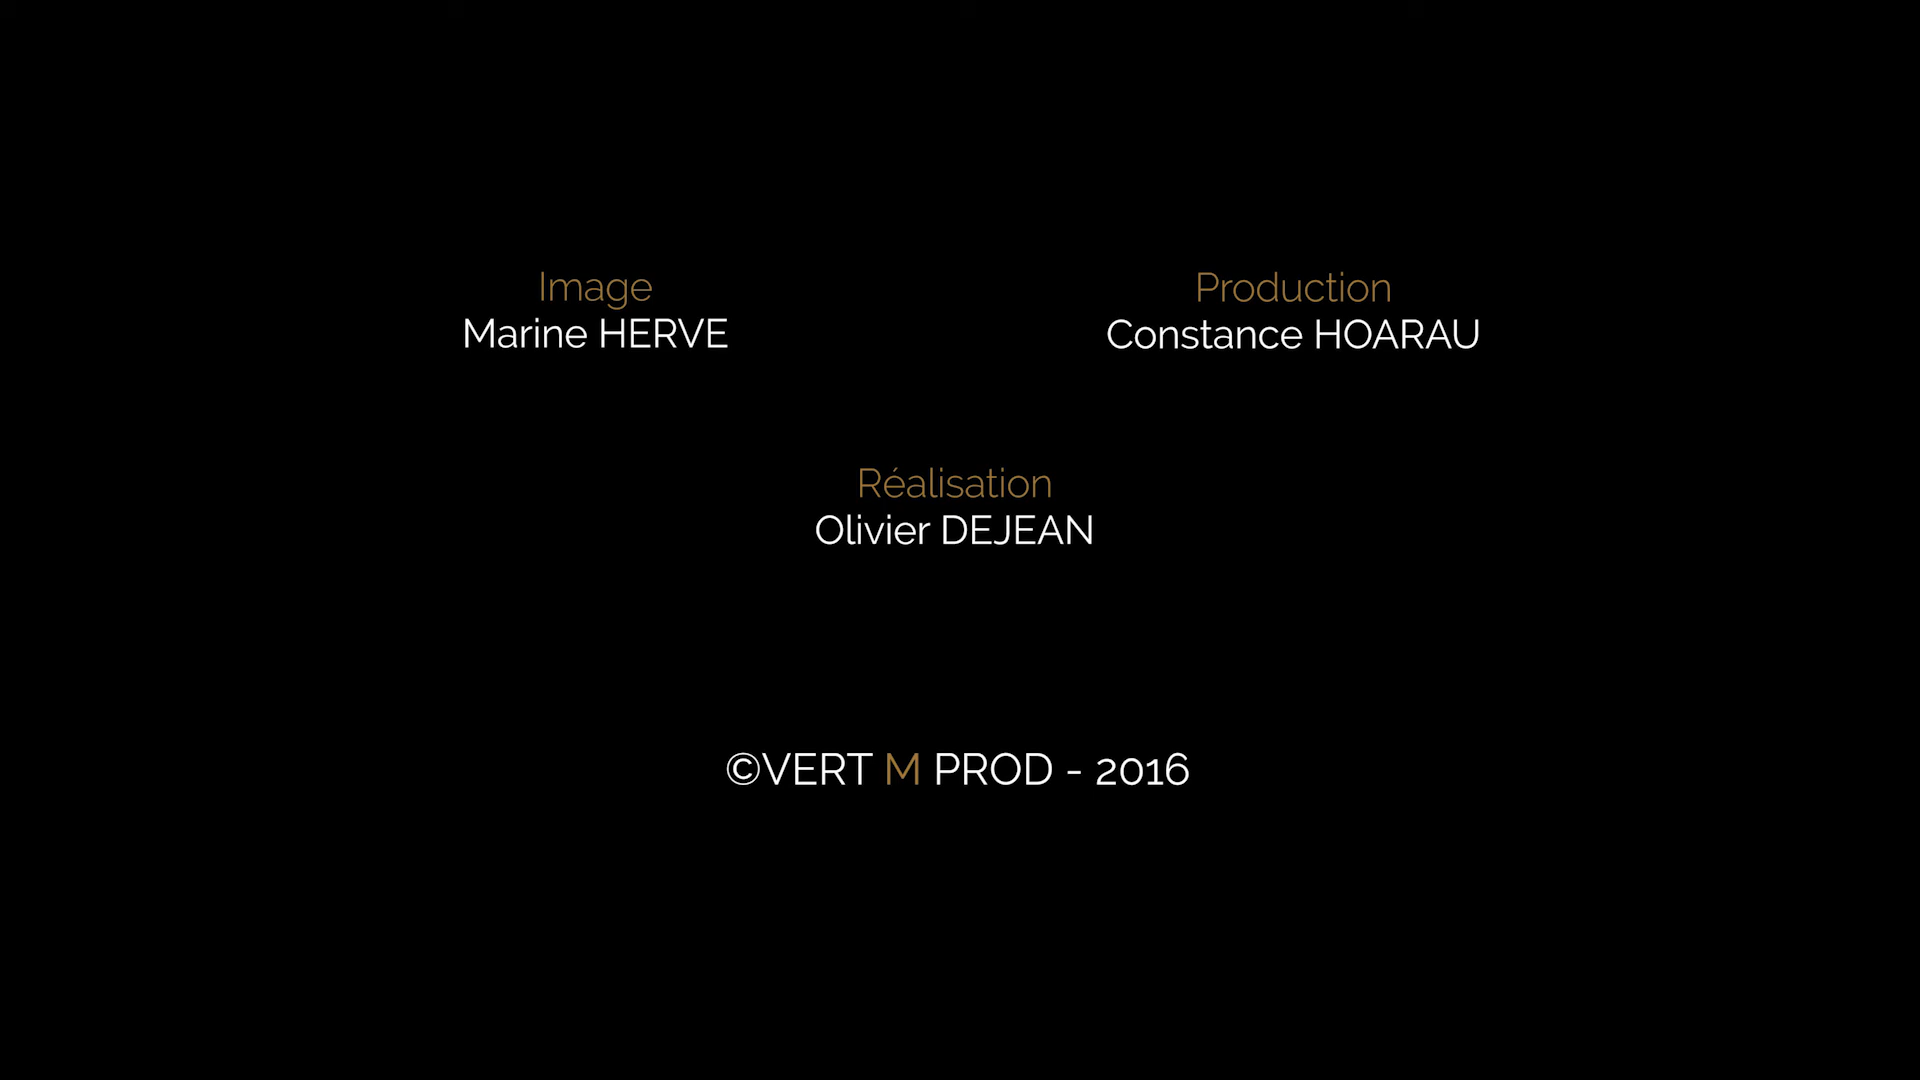 Image
Marine HERVE
Production
Constance HOARAU
Réalisation
Olivier DEJEAN
©VERT M PROD - 2016